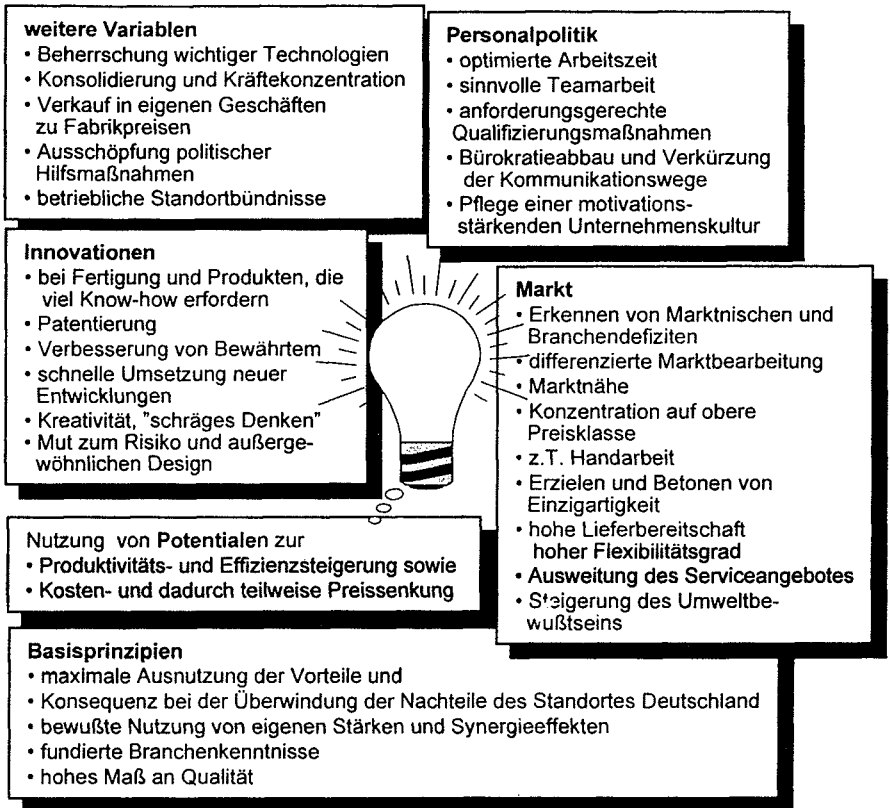 weitere Variablen
• Beherrschung wichtiger Technologien
• Konsolidierung und Kräftekonzentration
• Verkauf in eigenen Geschäften
zu Fabrikpreisen
• Ausschöpfung politischer
Hilfsmaßnahmen
• betriebliche Standortbündnisse
Personalpolitik
• optimierte Arbeitszeit
• sinnvolle Teamarbeit
• anforderungsgerechte
Qualifizierungsmaßnahmen
• Bürokratieabbau und Verkürzung
der Kommunikationswege
• Pflege einer motivations-
stärkenden Unternehmenskultur
Innovationen
• bei Fertigung und Produkten, die
viel Know-how erfordern
• Patentierung
• Verbesserung von Bewährtem
• schnelle Umsetzung neuer
Entwicklungen
• Kreativität, "schräges Denken"
• Mut zum Risiko und außerge-
wöhnlichen Design
Markt
• Erkennen von Marktnischen und
Branchendefiziten
• differenzierte Marktbearbeitung
• Marktnähe
• Konzentration auf obere
Preisklasse
• z.T. Handarbeit
• Erzielen und Betonen von
Einzigartigkeit
• hohe Lieferbereitschaft
hoher Flexibilitätsgrad
• Ausweitung des Serviceangebotes
• Steigerung des Umweltbe-
wußtseins
Nutzung von Potentialen zur
• Produktivitäts- und Effizienzsteigerung sowie
• Kosten- und dadurch teilweise Preissenkung
Basisprinzipien
• maximale Ausnutzung der Vorteile und
• Konsequenz bei der Überwindung der Nachteile des Standortes Deutschland
• bewußte Nutzung von eigenen Stärken und Synergieeffekten
• fundierte Branchenkenntnisse
• hohes Maß an Qualität